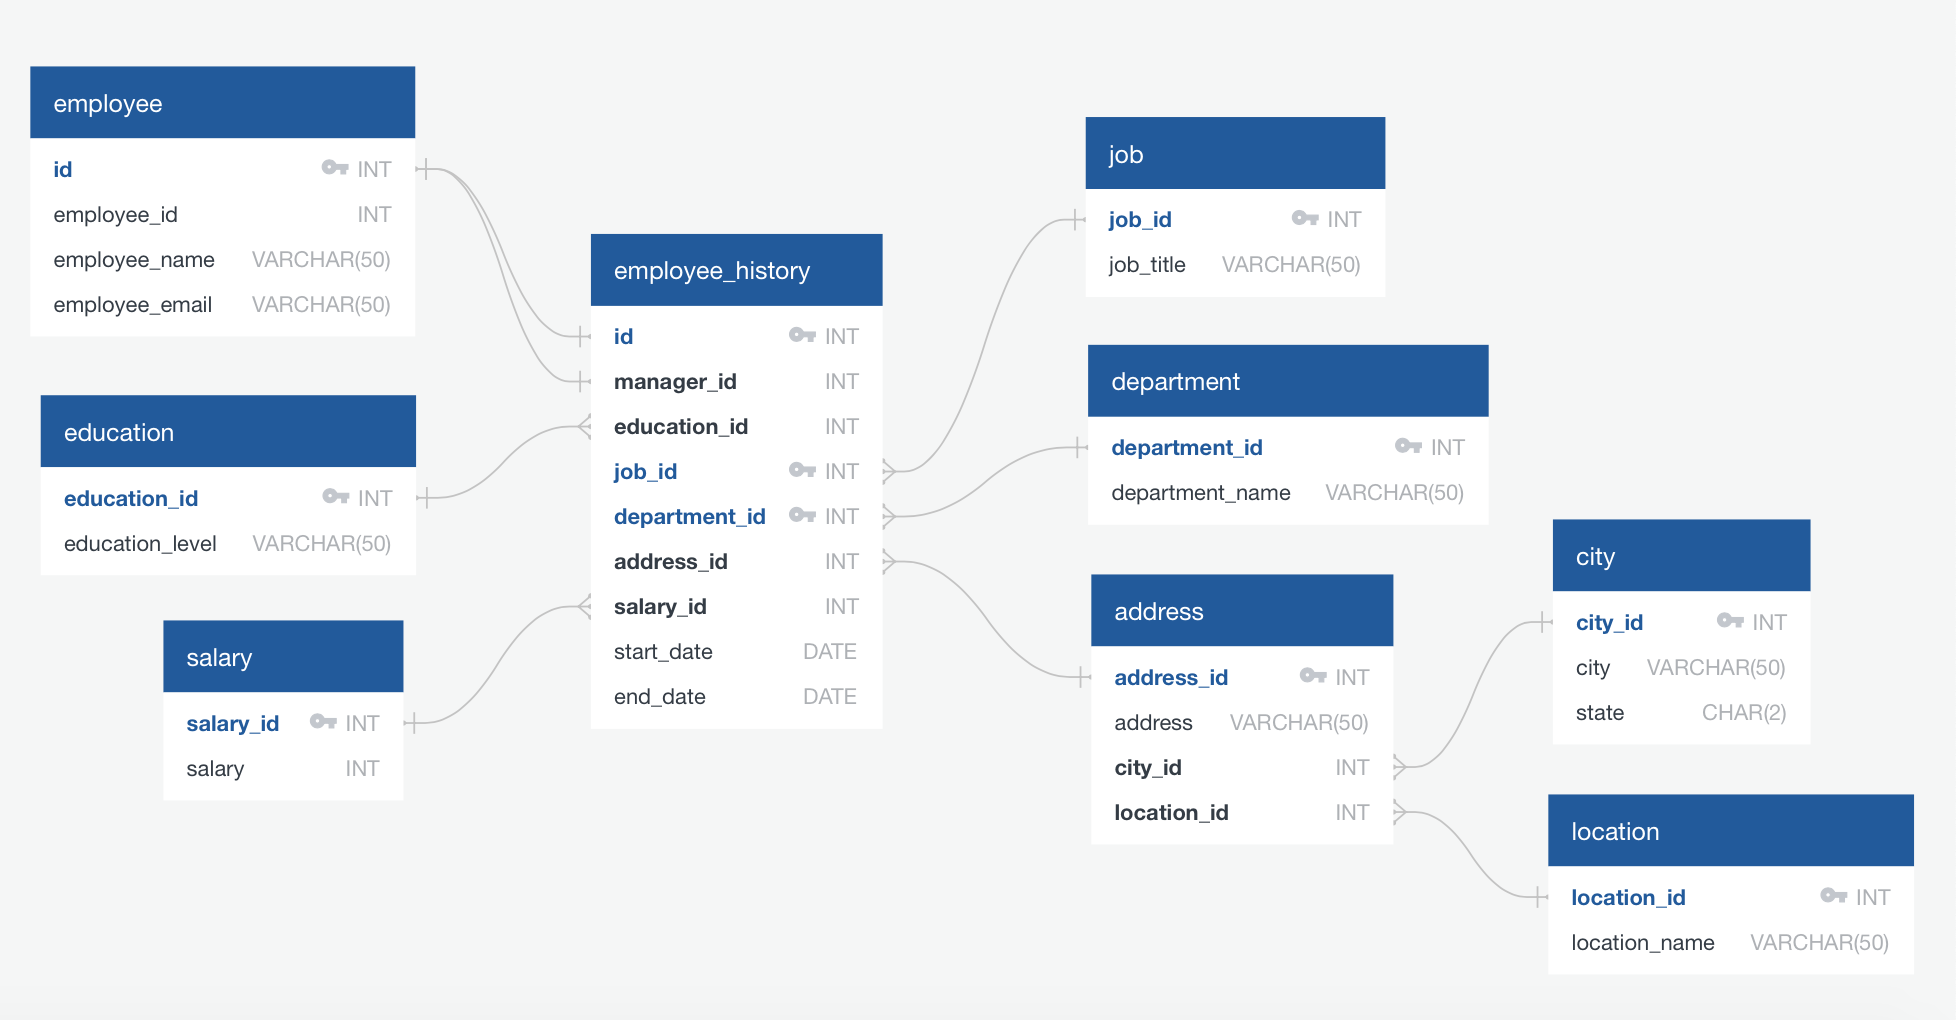 employee
id INT
employee_id INT
employee_name VARCHAR(50)
employee_email VARCHAR(50)
education
education_id INT
education_level VARCHAR(50)
salary
salary_id INT
salary INT
employee_history
id INT
manager_id INT
education_id INT
job_id INT
department_id INT
address_id INT
salary_id INT
start_date DATE
end_date DATE
job
job_id INT
job_title VARCHAR(50)
department
department_id INT
department_name VARCHAR(50)
address
address_id INT
address VARCHAR(50)
city_id INT
location_id INT
city
city_id INT
city VARCHAR(50)
state CHAR(2)
location
location_id INT
location_name VARCHAR(50)